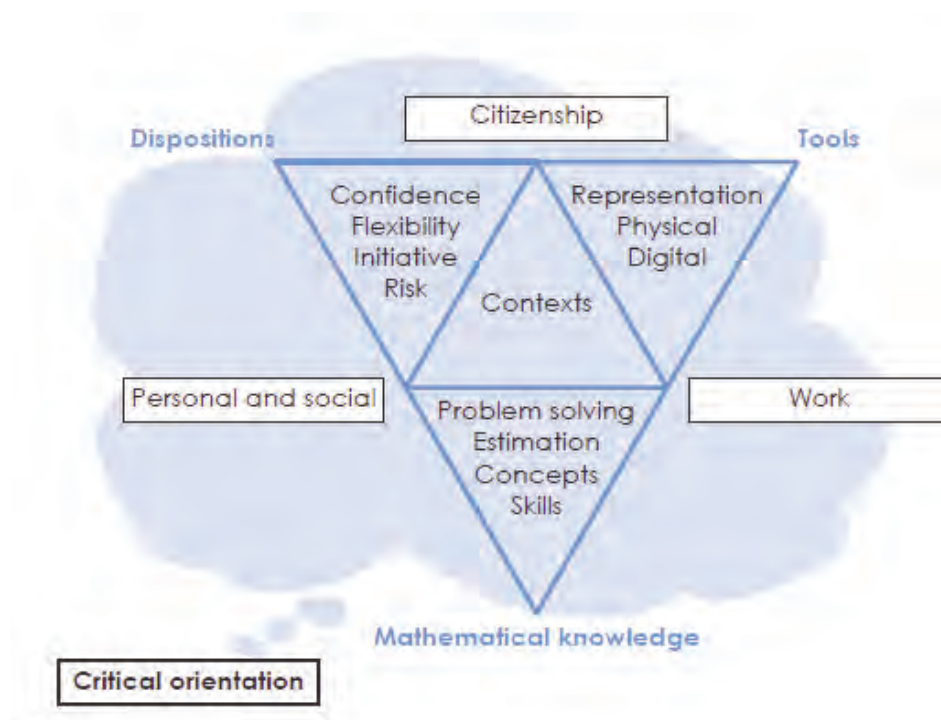 Citizenship
Dispositions
Tools
Confidence
Flexibility
Initiative
Risk
Representation
Physical
Digital
Contexts
Personal and social
Work
Problem solving
Estimation
Concepts
Skills
Mathematical knowledge
Critical orientation